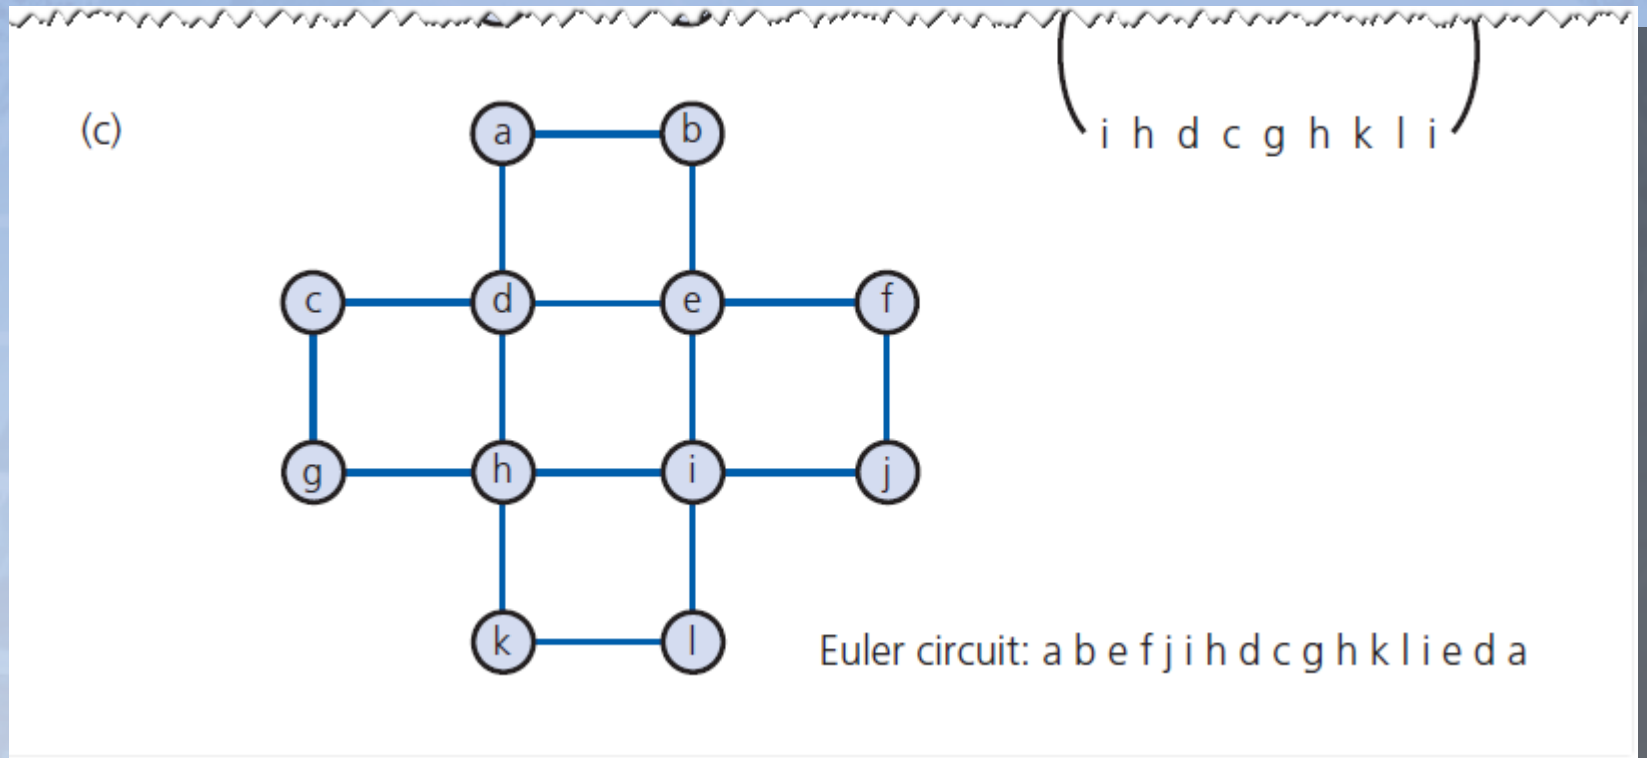 (c)
a b
i h d c g h k l i
c d e f
g h i j
k l
Euler circuit: a b e f j i h d c g h k l i e d a